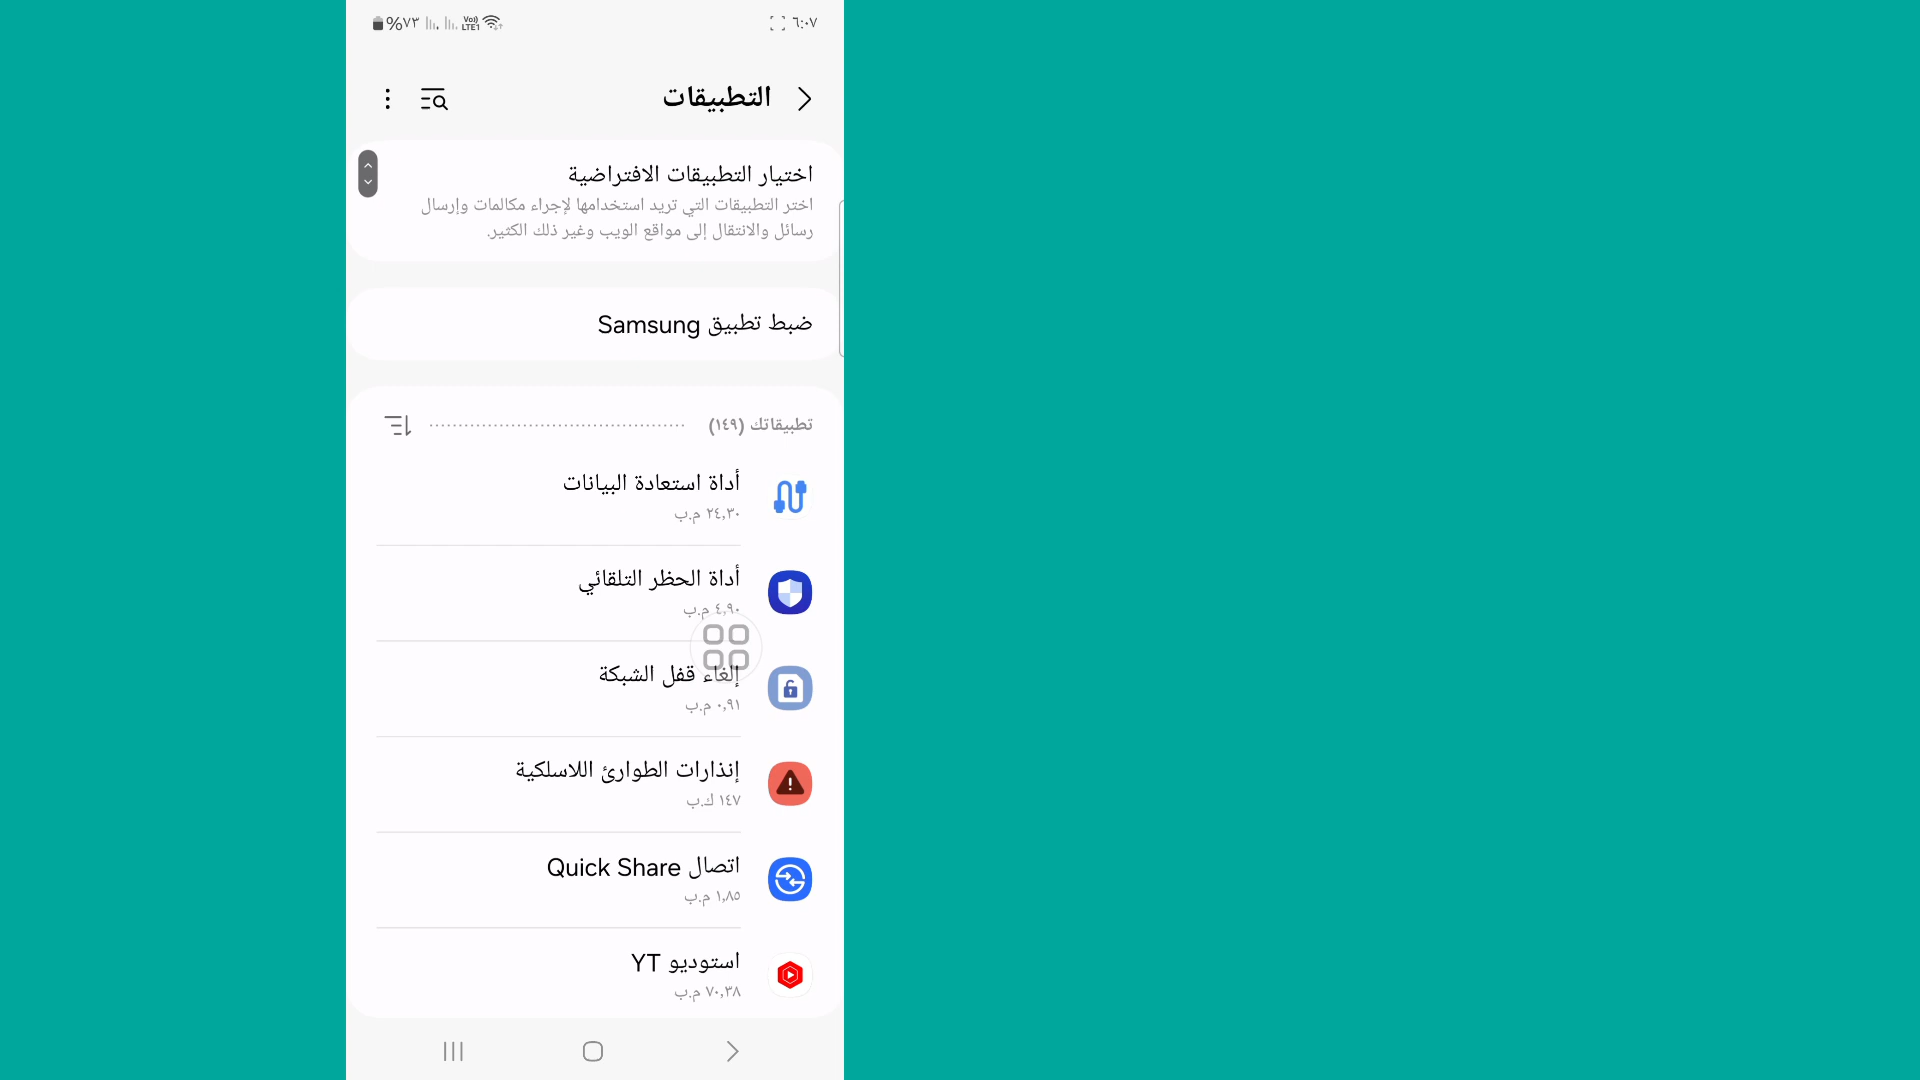 ٦:٠٧ VoLTE1 ٧٣%
التطبيقات
اختيار التطبيقات الافتراضية
اختر التطبيقات التي تريد استخدامها لإجراء مكالمات وإرسال
رسائل والانتقال إلى مواقع الويب وغير ذلك الكثير.
ضبط تطبيق Samsung
تطبيقاتك (١٤٩)
أداة استعادة البيانات
٢٤,٣٠ م.ب
أداة الحظر التلقائي
٤,٩٠ م.ب
إلغاء قفل الشبكة
٠,٩١ م.ب
إنذارات الطوارئ اللاسلكية
١٤٧ ك.ب
اتصال Quick Share
١,٨٥ م.ب
استوديو YT
٧٠,٣٨ م.ب